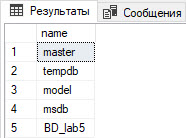 Результаты Сообщения
name
1 master
2 tempdb
3 model
4 msdb
5 BD_lab5